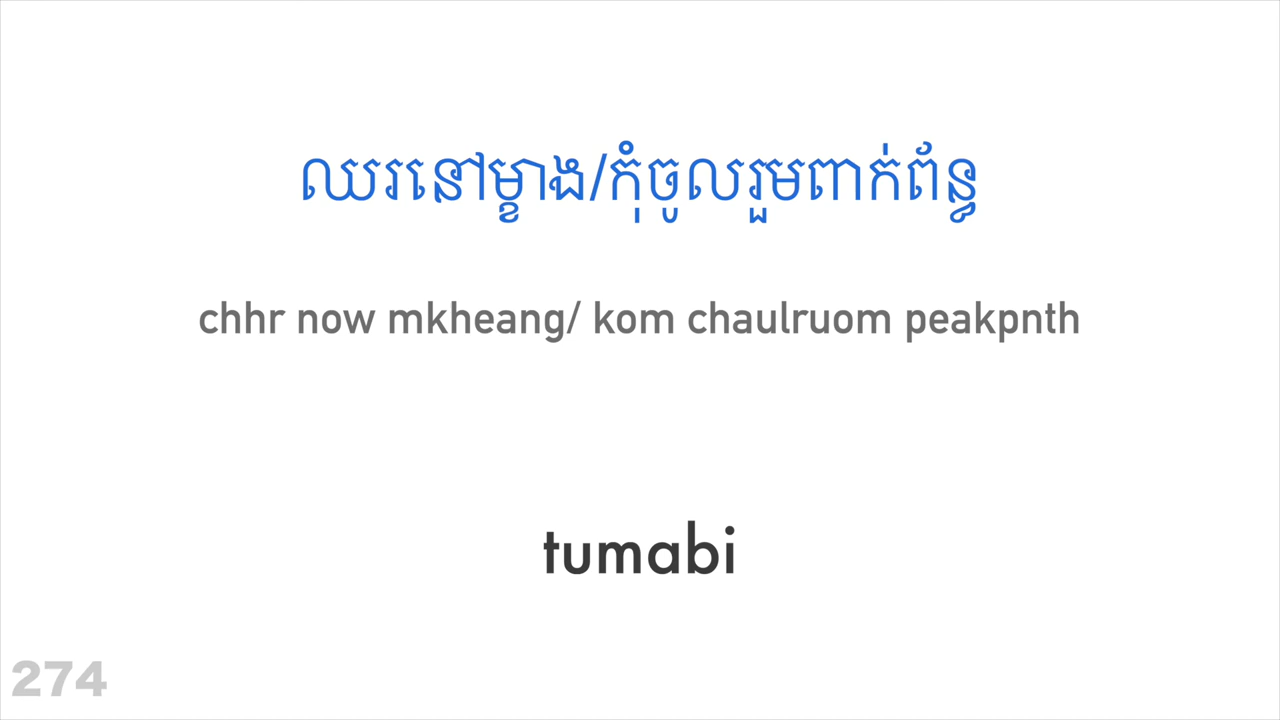 ឈរនៅម្ខាង/កុំចូលរួមពាក់ព័ន្ធ
chhr now mkheang/ kom chaulruom peakpnth
tumabi
274